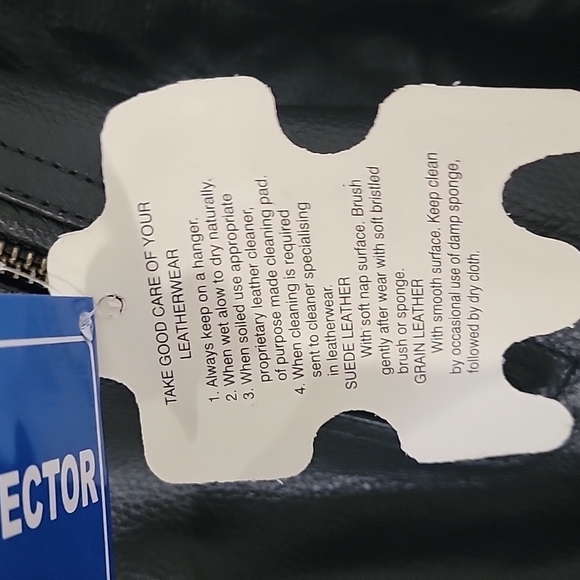 TAKE GOOD CARE OF YOUR
LEATHERWEAR
1. Always keep on a hanger.
2. When wet alow to dry naturally.
3. When soiled use appropriate
proprietary leather cleaner,
of purpose made cleaning pad.
4. When cleaning is required
sent to cleaner specialising
in leatherwear.
SUEDE LEATHER
With soft nap surface. Brush
gently after wear with soft bristled
brush or sponge.
GRAIN LEATHER
With smooth surface. Keep clean
by occasional use of damp sponge,
followed by dry cloth.
ECTOR